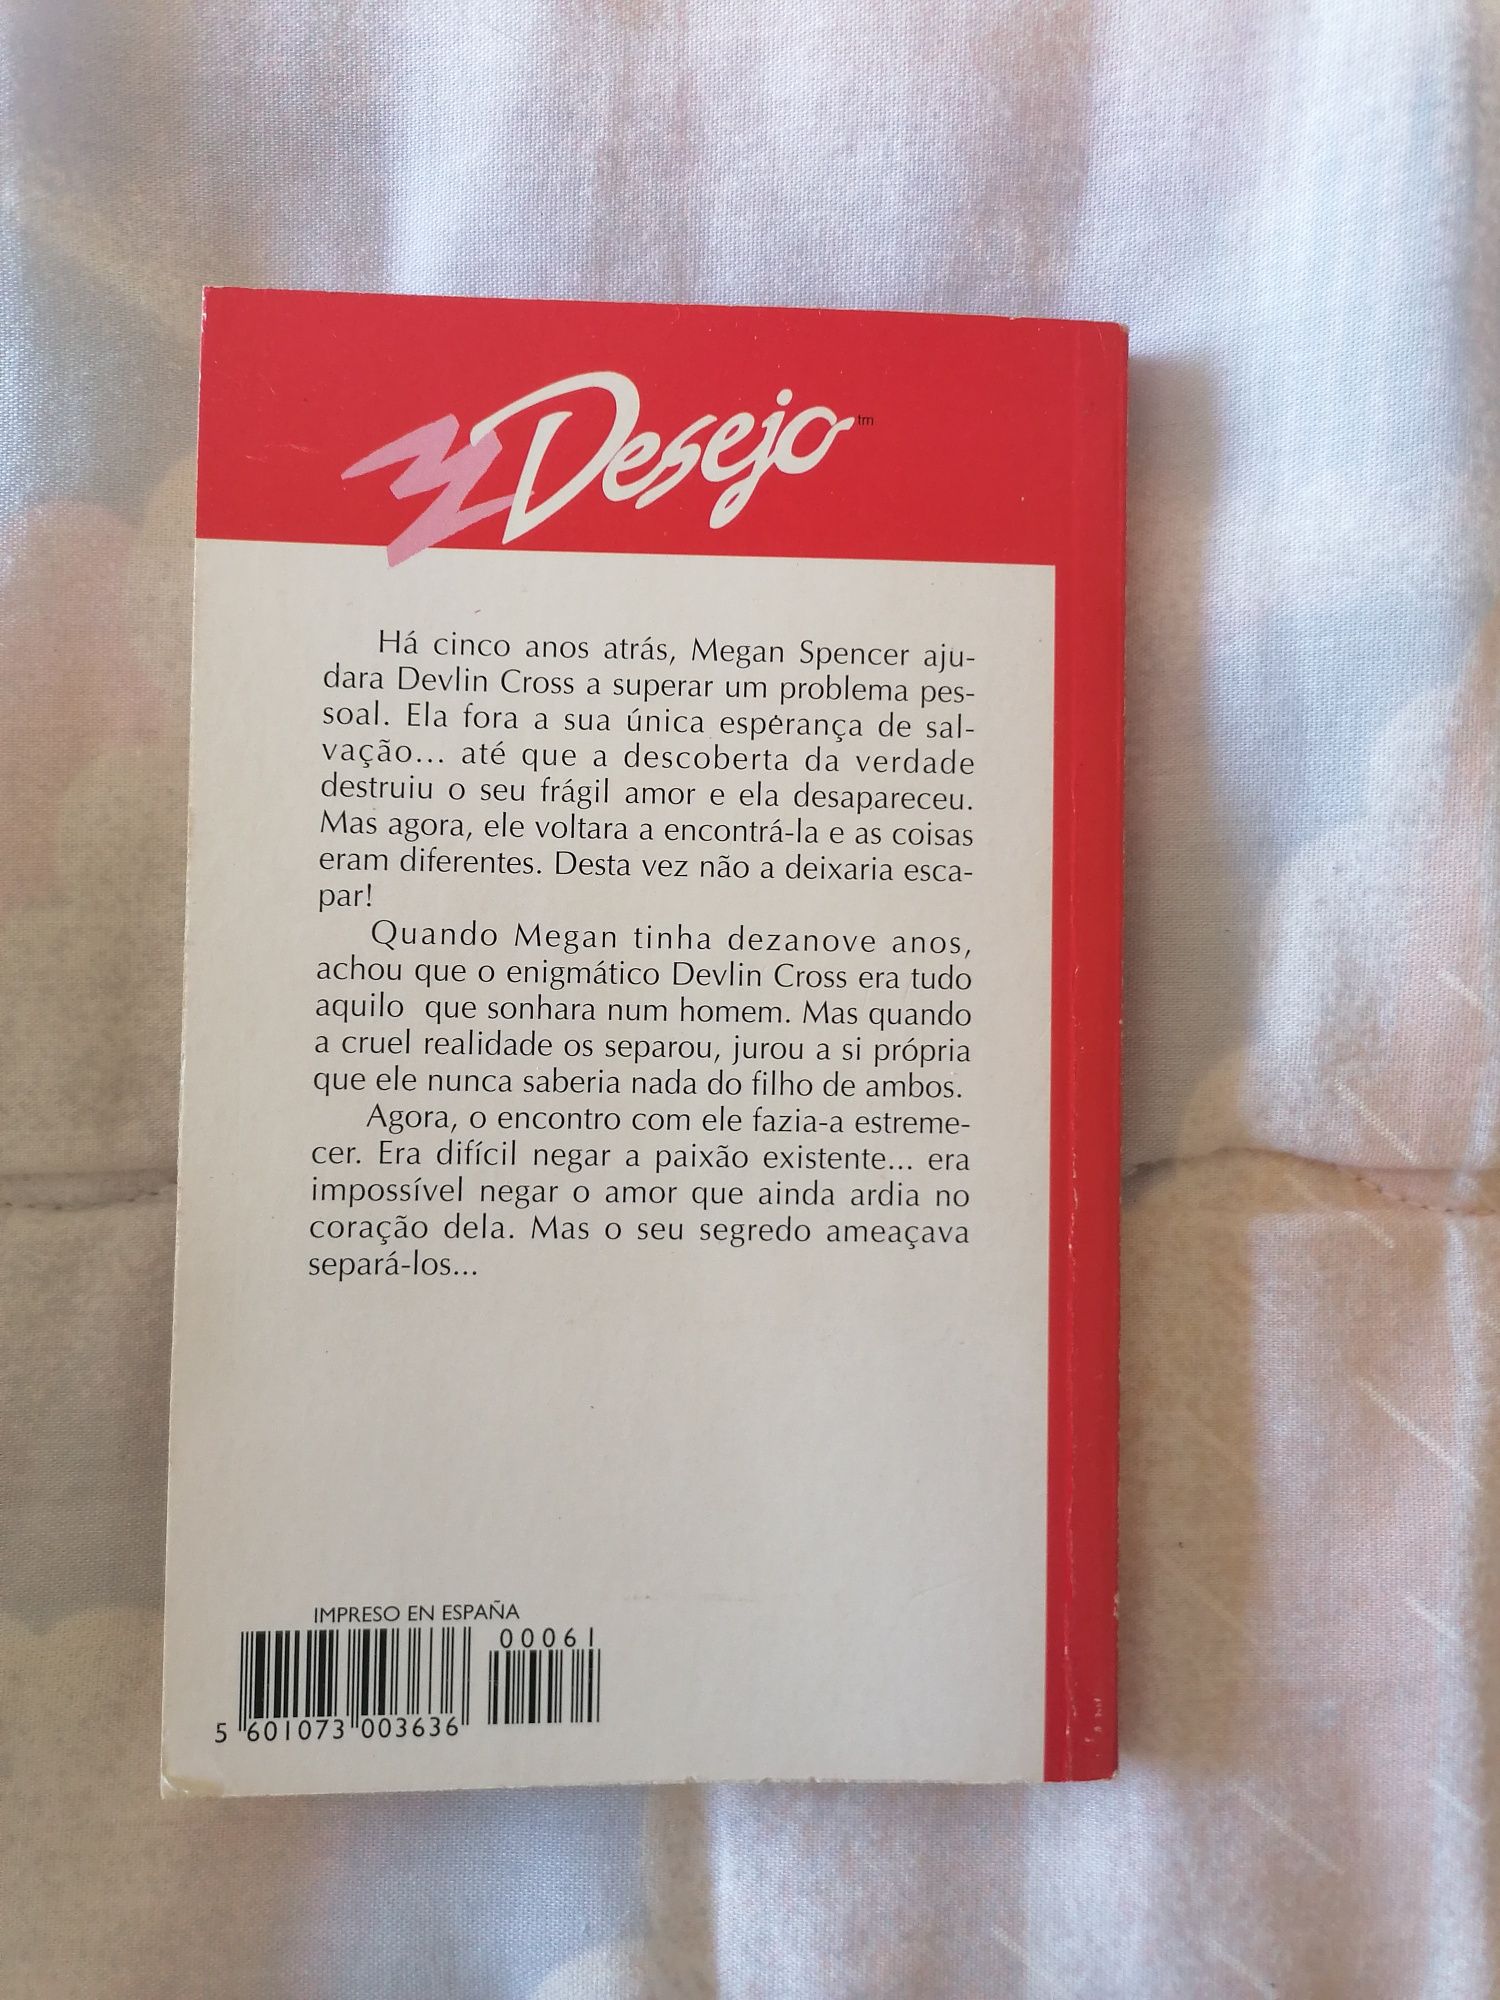 Desejo tm
Há cinco anos atrás, Megan Spencer aju-
dara Devlin Cross a superar um problema pes-
soal. Ela fora a sua única esperança de sal-
vação... até que a descoberta da verdade
destruiu o seu frágil amor e ela desapareceu.
Mas agora, ele voltara a encontrá-la e as coisas
eram diferentes. Desta vez não a deixaria esca-
par!
Quando Megan tinha dezanove anos,
achou que o enigmático Devlin Cross era tudo
aquilo que sonhara num homem. Mas quando
a cruel realidade os separou, jurou a si própria
que ele nunca saberia nada do filho de ambos.
Agora, o encontro com ele fazia-a estreme-
cer. Era difícil negar a paixão existente... era
impossível negar o amor que ainda ardia no
coração dela. Mas o seu segredo ameaçava
separá-los...
IMPRESO EN ESPAÑA
00061
5 601073 003636